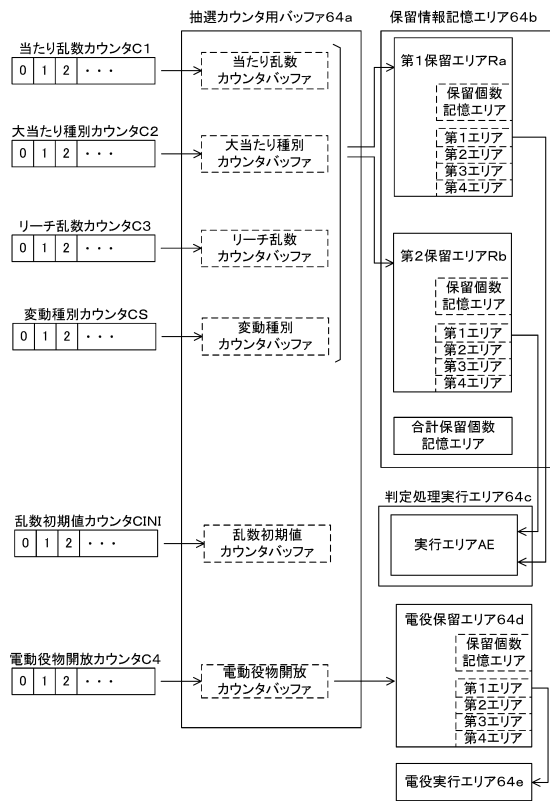 抽選カウンタ用バッファ64a
当たり乱数カウンタC1
0 1 2 ・・・
当たり乱数
カウンタバッファ
大当たり種別カウンタC2
0 1 2 ・・・
大当たり種別
カウンタバッファ
リーチ乱数カウンタC3
0 1 2 ・・・
リーチ乱数
カウンタバッファ
変動種別カウンタCS
0 1 2 ・・・
変動種別
カウンタバッファ
乱数初期値カウンタCINI
0 1 2 ・・・
乱数初期値
カウンタバッファ
電動役物開放カウンタC4
0 1 2 ・・・
電動役物開放
カウンタバッファ
保留情報記憶エリア64b
第1保留エリアRa
保留個数
記憶エリア
第1エリア
第2エリア
第3エリア
第4エリア
第2保留エリアRb
保留個数
記憶エリア
第1エリア
第2エリア
第3エリア
第4エリア
合計保留個数
記憶エリア
判定処理実行エリア64c
実行エリアAE
電役保留エリア64d
保留個数
記憶エリア
第1エリア
第2エリア
第3エリア
第4エリア
電役実行エリア64e